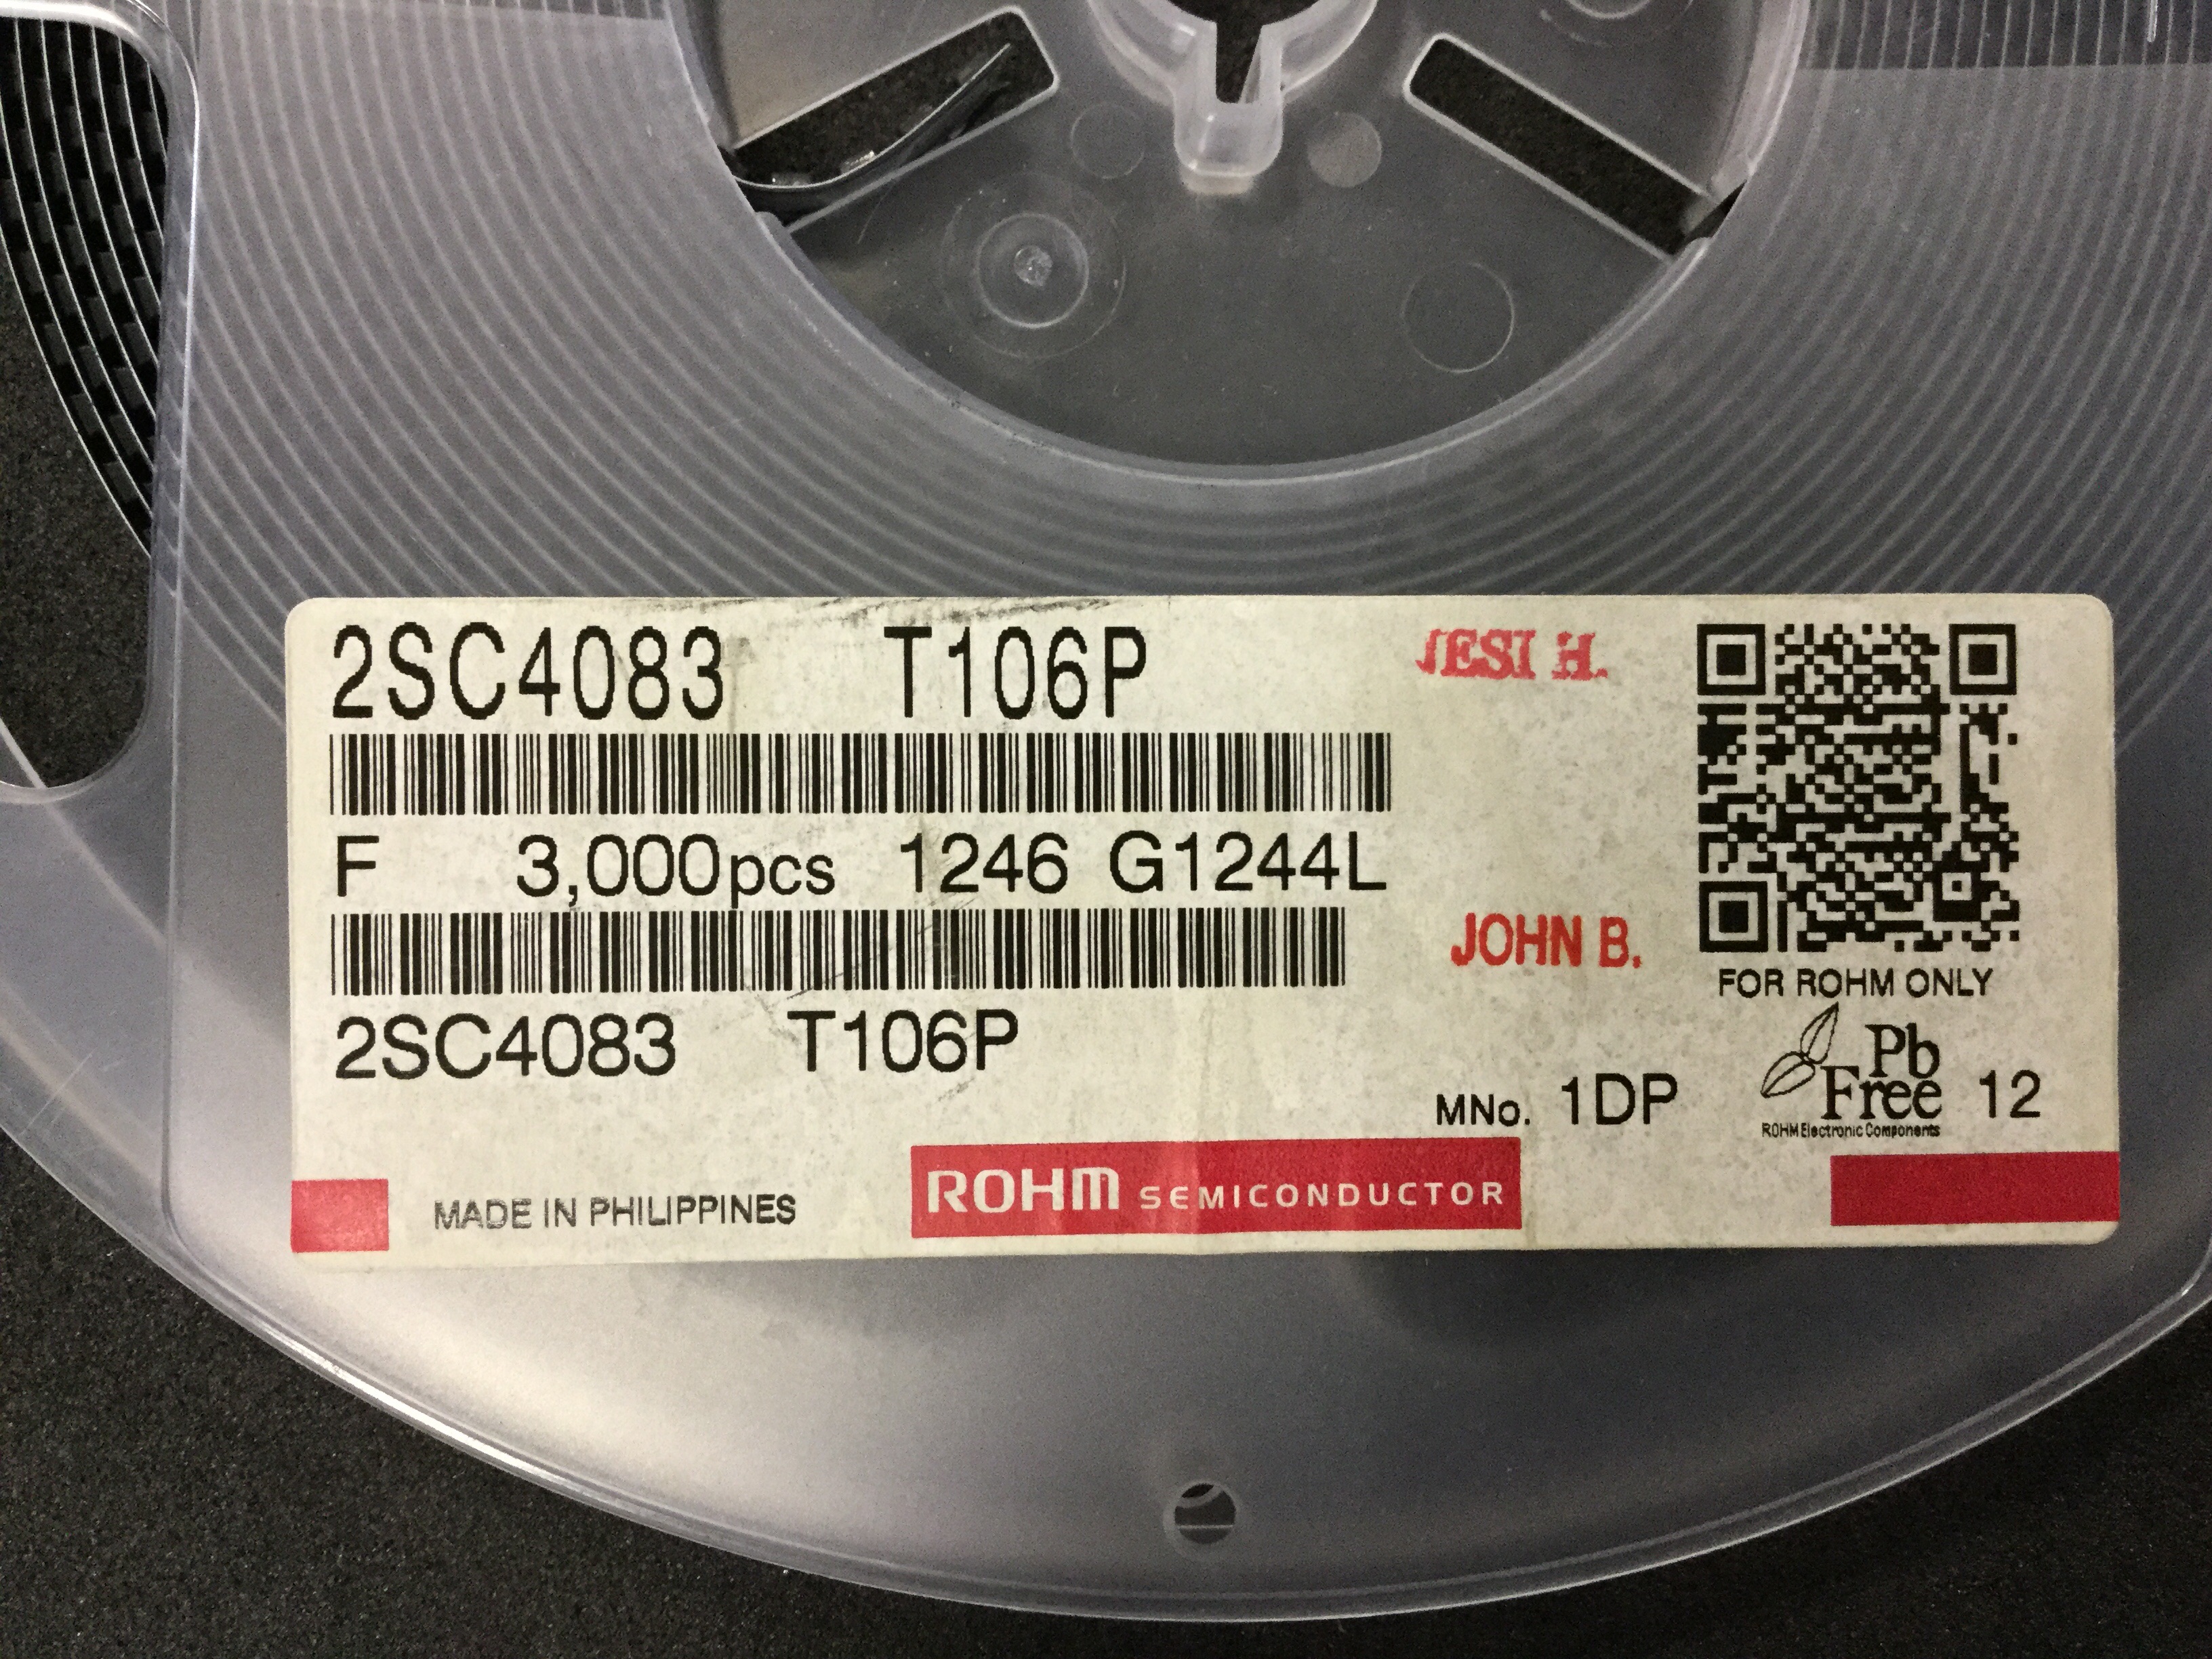 2SC4083 T106P
JESI H.
F 3,000pcs 1246 G1244L
JOHN B.
FOR ROHM ONLY
2SC4083 T106P
MNo. 1DP
Pb
Free 12
ROHM Electronic Components
MADE IN PHILIPPINES
ROHM SEMICONDUCTOR